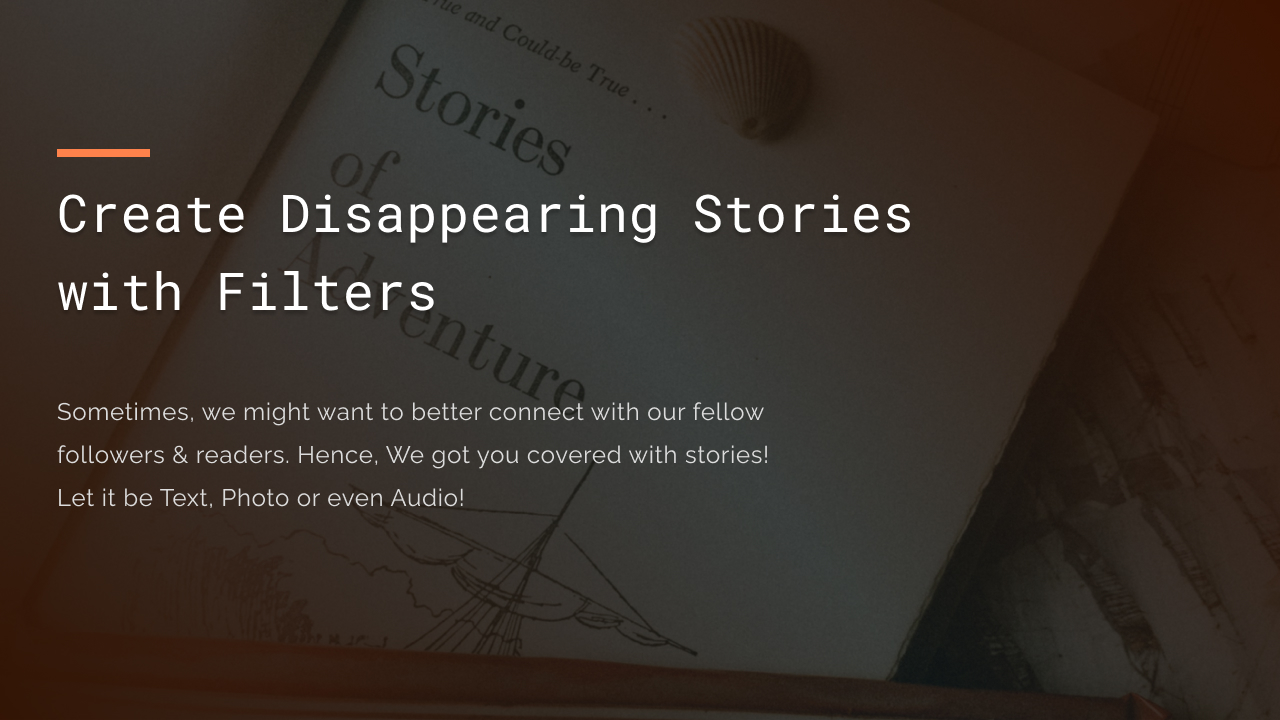 True and Could-be True . . .
Stories
of
Adventure
Create Disappearing Stories
with Filters
Sometimes, we might want to better connect with our fellow
followers & readers. Hence, We got you covered with stories!
Let it be Text, Photo or even Audio!